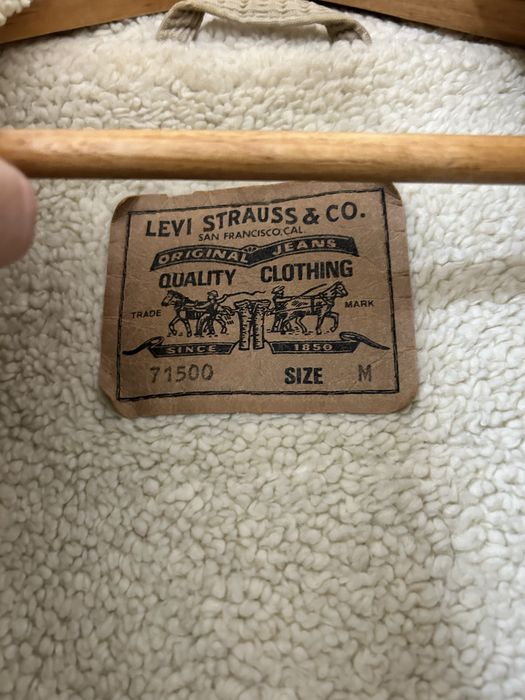 LEVI STRAUSS & CO.
SAN FRANCISCO, CAL.
ORIGINAL JEANS
QUALITY CLOTHING
TRADE MARK
SINCE 1850
71500 SIZE M